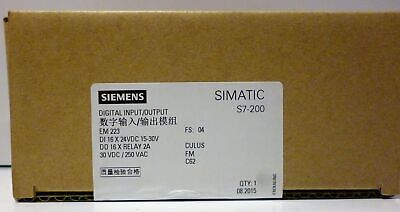 SIEMENS
SIMATIC
S7-200
DIGITAL INPUT/OUTPUT
数字输入/输出模组
EM 223 FS: 04
DI 16 X 24VDC 15-30V
DO 16 X RELAY 2A CULUS
30 VDC / 250 VAC FM
C62
质量检验合格
QTY: 1
08.2015